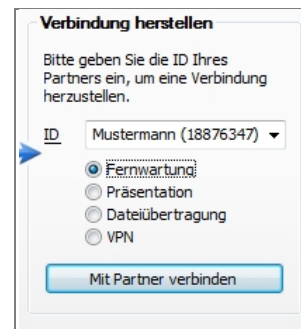 Verbindung herstellen
Bitte geben Sie die ID Ihres
Partners ein, um eine Verbindung
herzustellen.
ID Mustermann (18876347)
Fernwartung
Präsentation
Dateiübertragung
VPN
Mit Partner verbinden